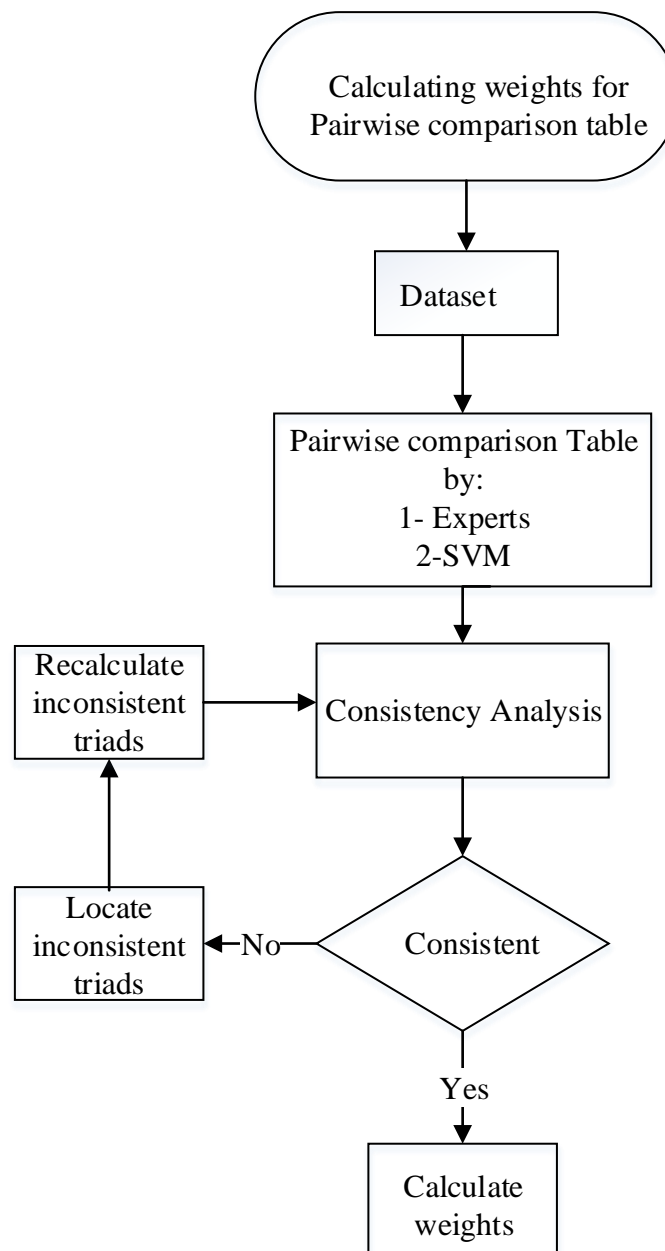 Calculating weights for
Pairwise comparison table
Dataset
Pairwise comparison Table
by:
1- Experts
2-SVM
Recalculate
inconsistent
triads
Consistency Analysis
Locate
inconsistent
triads
No
Consistent
Yes
Calculate
weights